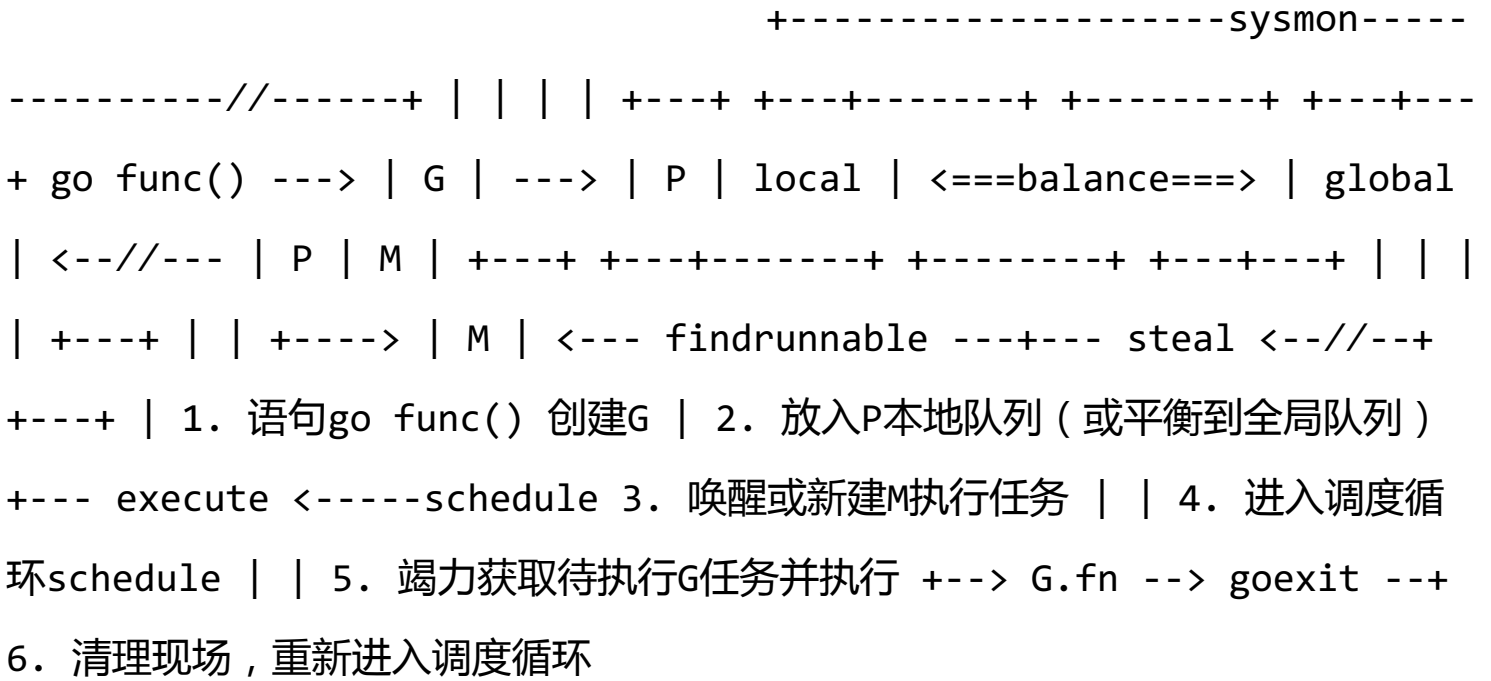 +-------------------sysmon-----
----------//------+ | | | | +---+ +---+-------+ +--------+ +---+---
+ go func() ---> | G | ---> | P | local | <===balance===> | global
| <--//--- | P | M | +---+ +---+-------+ +--------+ +---+---+ | | |
| +---+ | | +----> | M | <--- findrunnable ---+--- steal <--//--+
+---+ | 1. 语句go func() 创建G | 2. 放入P本地队列（或平衡到全局队列）
+--- execute <-----schedule 3. 唤醒或新建M执行任务 | | 4. 进入调度循
环schedule | | 5. 竭力获取待执行G任务并执行 +--> G.fn --> goexit --+
6. 清理现场，重新进入调度循环